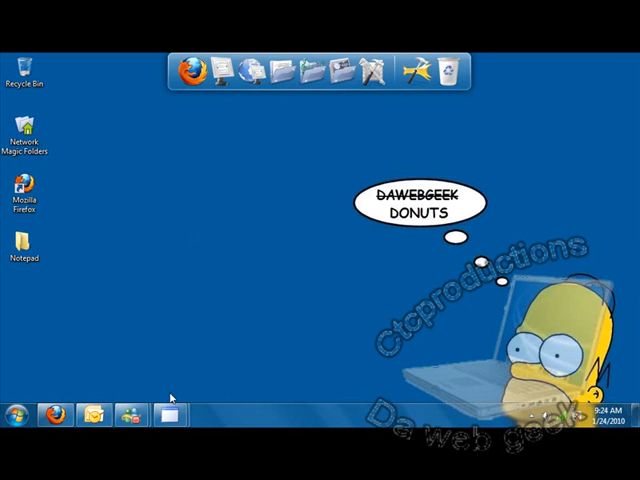 Recycle Bin
Network
Magic Folders
Mozilla
Firefox
Notepad
DAWEBGEEK
DONUTS
Ctcproductions
Da web geek
9:24 AM
1/24/2010